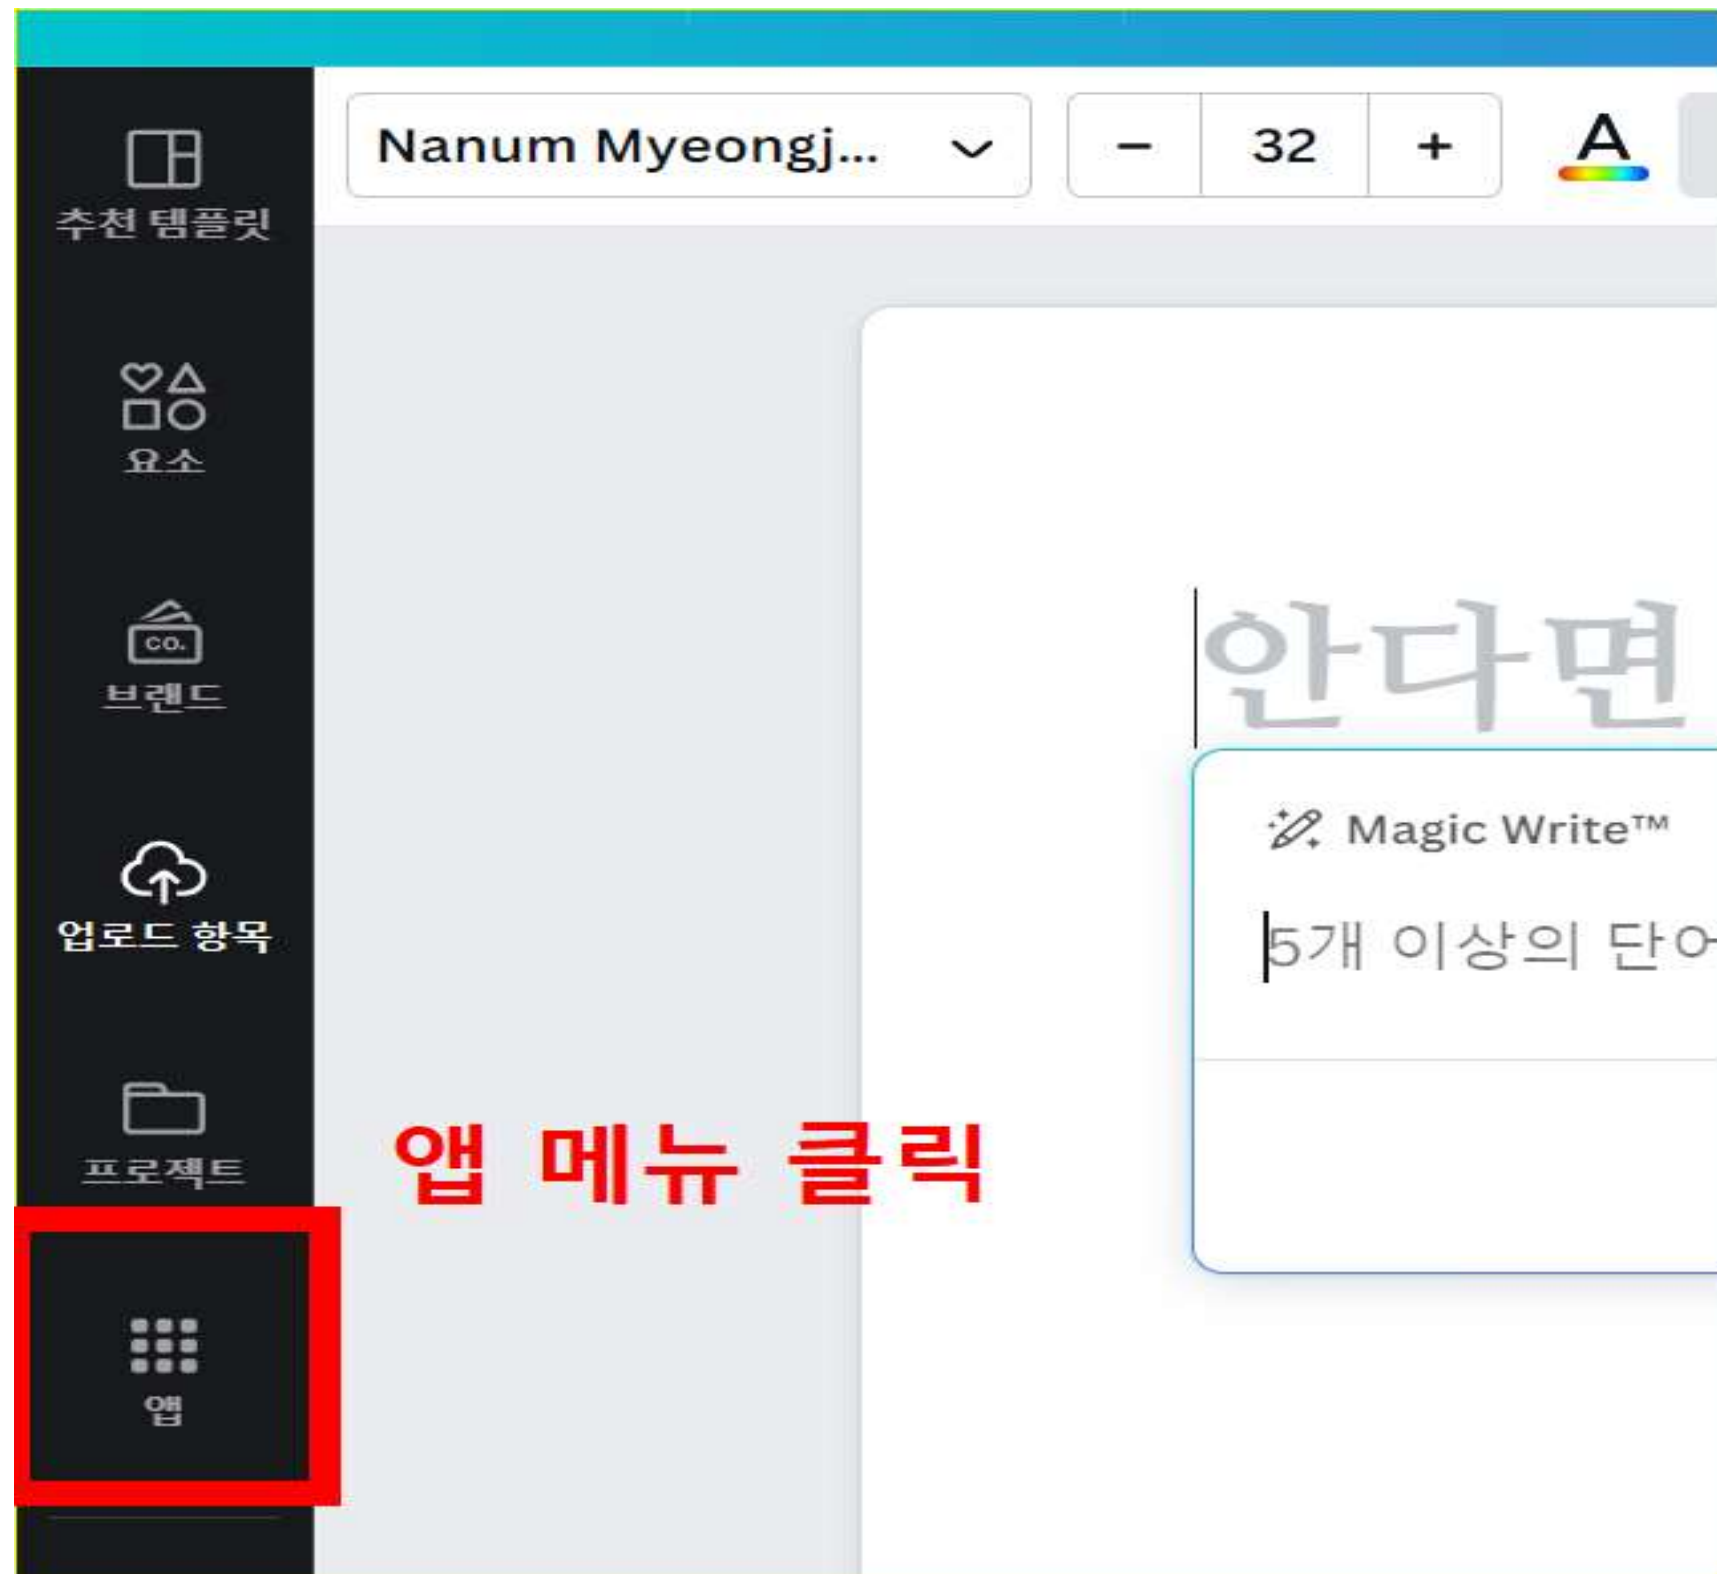 Nanum Myeongj... − 32 + A
추천 템플릿
요소
CO.
브랜드
안다면
Magic Write™
업로드 항목
5개 이상의 단어
프로젝트
앱 메뉴 클릭
앱